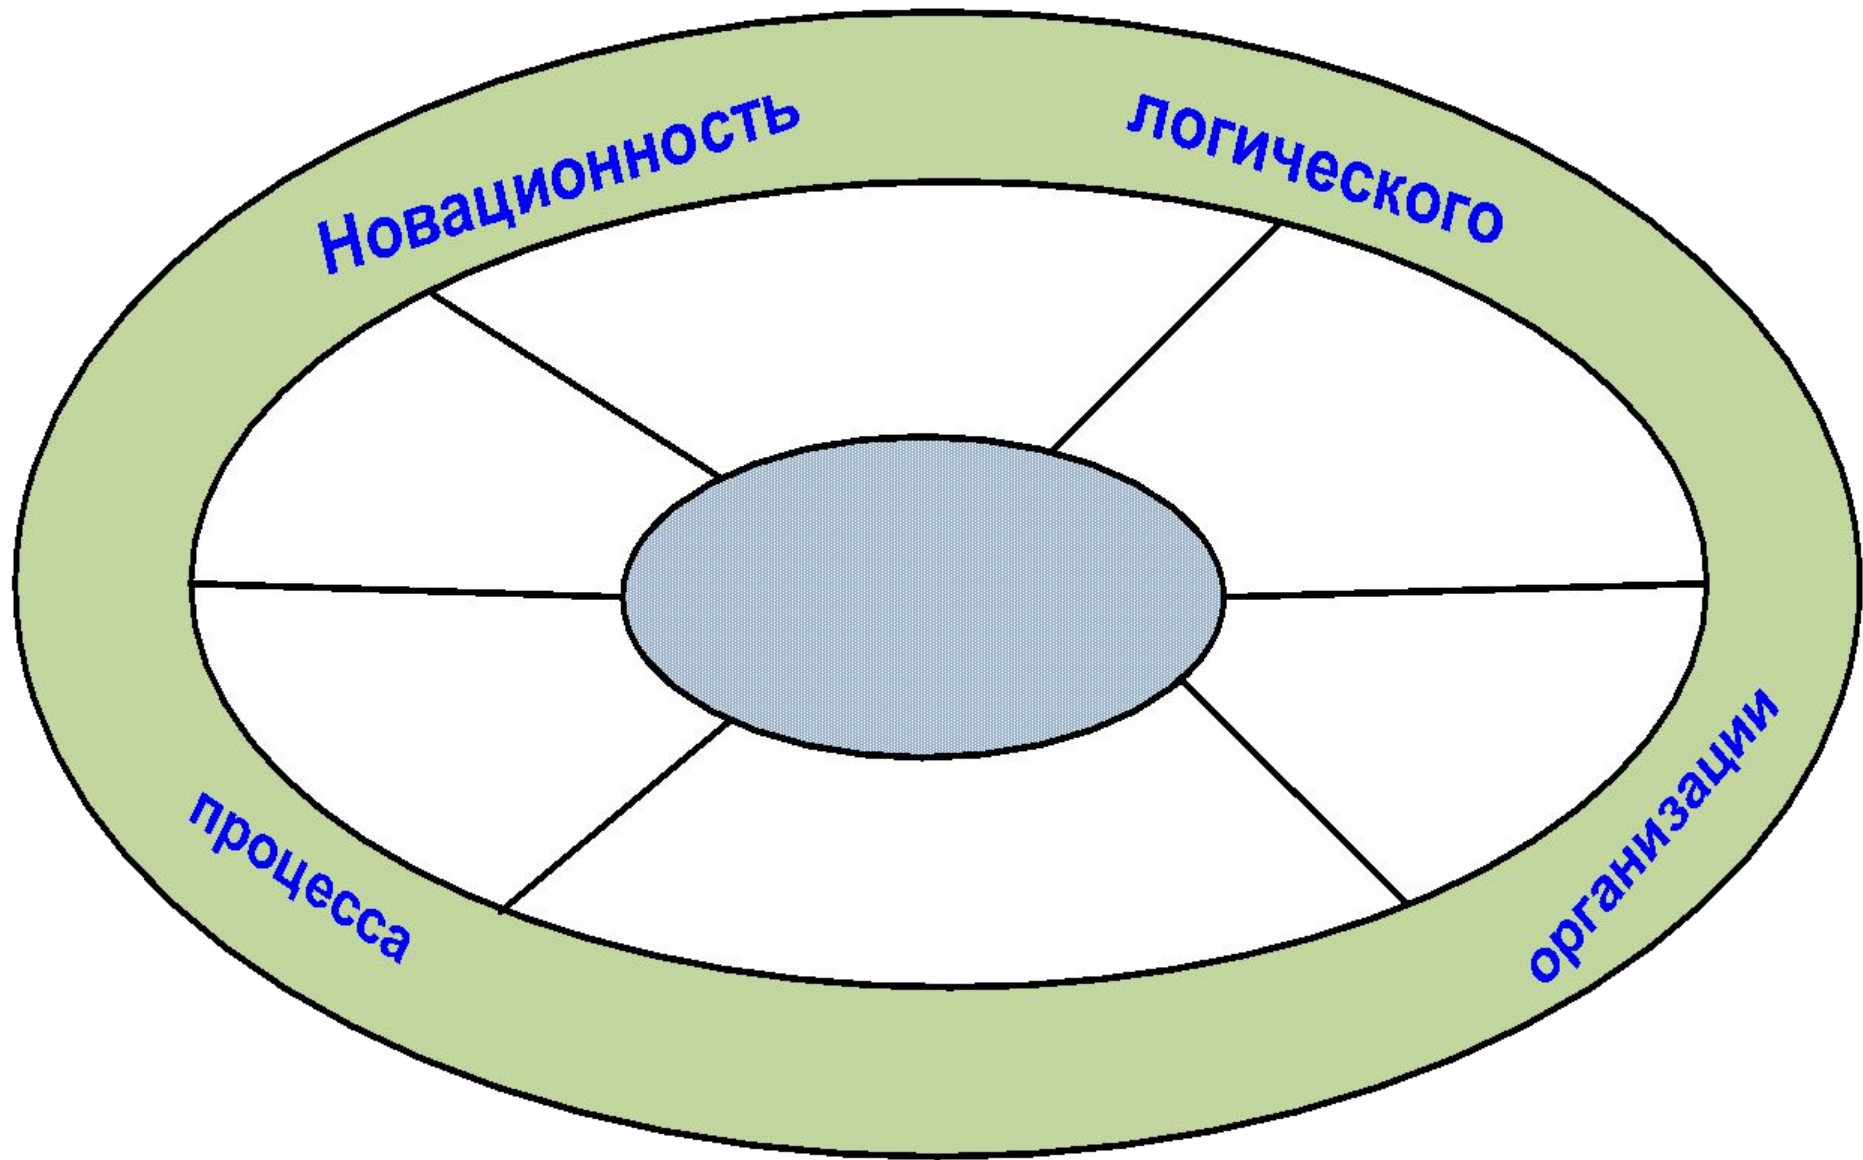 Новационность
логического
организации
процесса